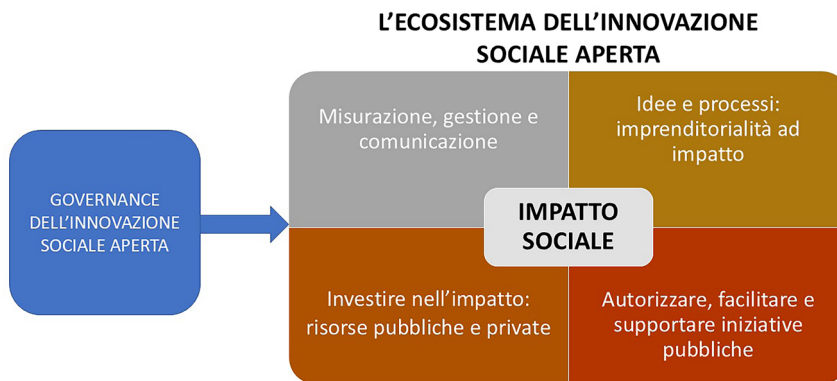 L'ECOSISTEMA DELL'INNOVAZIONE
SOCIALE APERTA
GOVERNANCE
DELL'INNOVAZIONE
SOCIALE APERTA
Misurazione, gestione e
comunicazione
Idee e processi:
imprenditorialità ad
impatto
IMPATTO
SOCIALE
Investire nell'impatto:
risorse pubbliche e private
Autorizzare, facilitare e
supportare iniziative
pubbliche